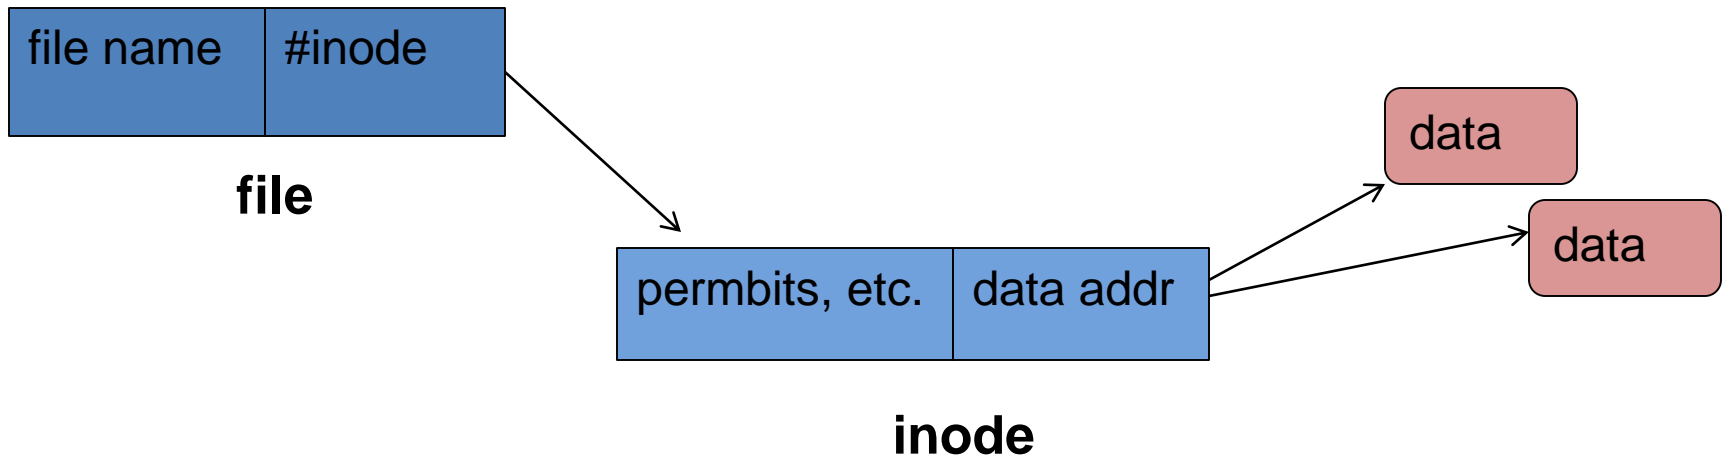 file name
#inode
file
data
data
permbits, etc.
data addr
inode